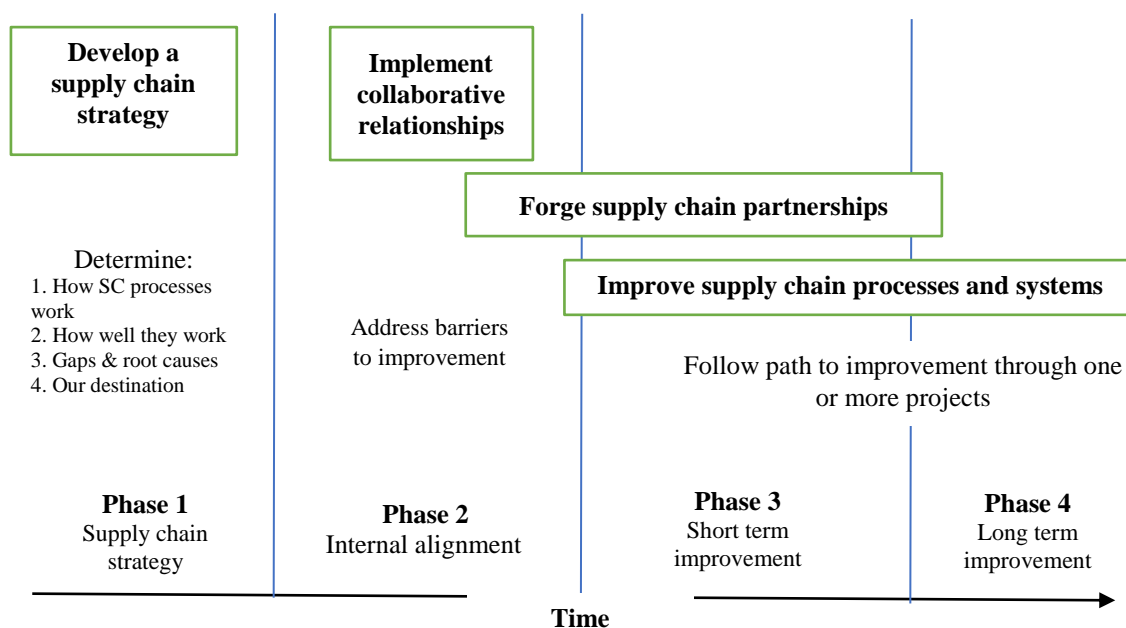 Develop a
supply chain
strategy
Implement
collaborative
relationships
Forge supply chain partnerships
Improve supply chain processes and systems
Determine:
1. How SC processes
work
2. How well they work
3. Gaps & root causes
4. Our destination
Address barriers
to improvement
Follow path to improvement through one
or more projects
Phase 1
Supply chain
strategy
Phase 2
Internal alignment
Phase 3
Short term
improvement
Phase 4
Long term
improvement
Time